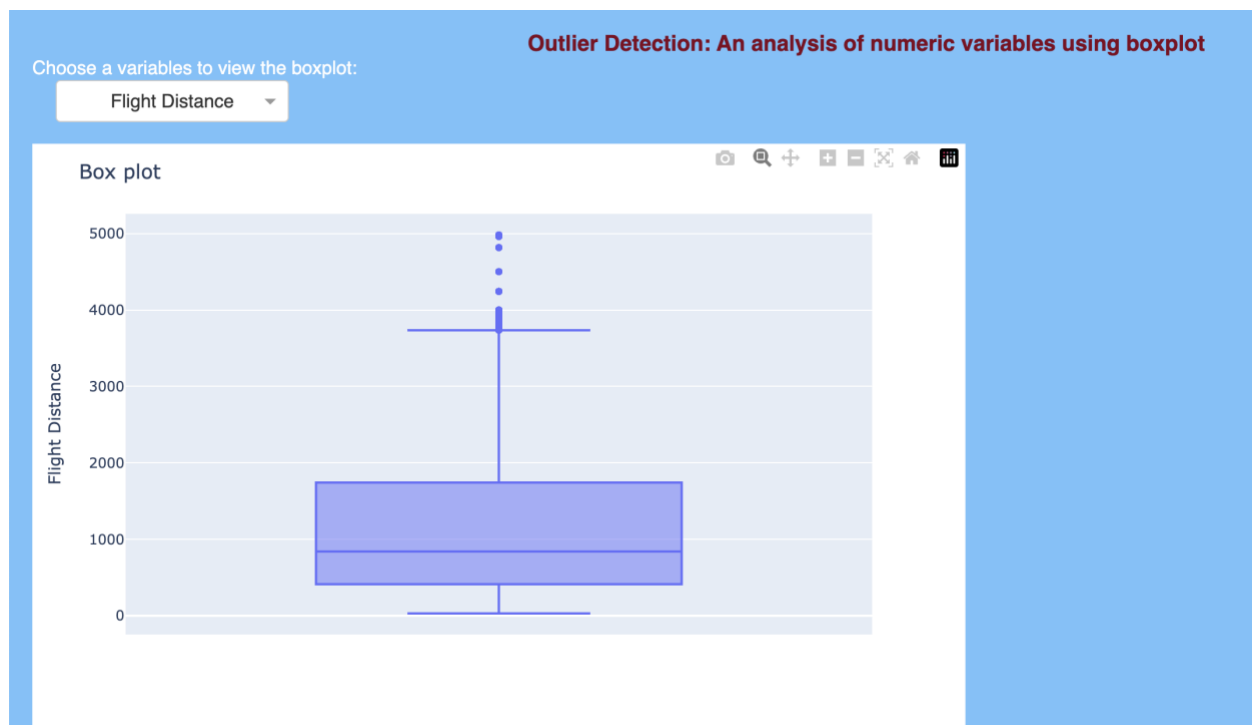 Outlier Detection: An analysis of numeric variables using boxplot
Choose a variables to view the boxplot:
Flight Distance
Box plot
5000
4000
3000
2000
1000
0
Flight Distance